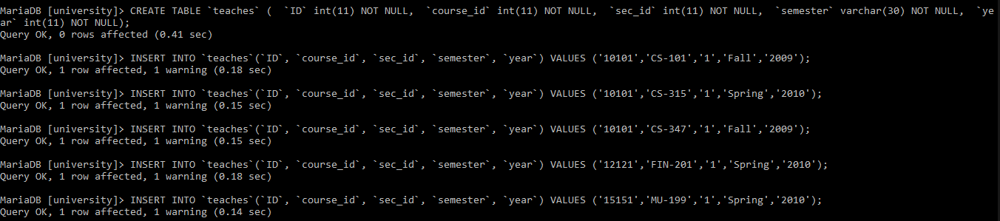 MariaDB [university]> CREATE TABLE `teaches` (  `ID` int(11) NOT NULL,  `course_id` int(11) NOT NULL,  `sec_id` int(11) NOT NULL,  `semester` varchar(30) NOT NULL,  `ye
ar` int(11) NOT NULL);
Query OK, 0 rows affected (0.41 sec)
MariaDB [university]> INSERT INTO `teaches`(`ID`, `course_id`, `sec_id`, `semester`, `year`) VALUES ('10101','CS-101','1','Fall','2009');
Query OK, 1 row affected, 1 warning (0.18 sec)
MariaDB [university]> INSERT INTO `teaches`(`ID`, `course_id`, `sec_id`, `semester`, `year`) VALUES ('10101','CS-315','1','Spring','2010');
Query OK, 1 row affected, 1 warning (0.15 sec)
MariaDB [university]> INSERT INTO `teaches`(`ID`, `course_id`, `sec_id`, `semester`, `year`) VALUES ('10101','CS-347','1','Fall','2009');
Query OK, 1 row affected, 1 warning (0.15 sec)
MariaDB [university]> INSERT INTO `teaches`(`ID`, `course_id`, `sec_id`, `semester`, `year`) VALUES ('12121','FIN-201','1','Spring','2010');
Query OK, 1 row affected, 1 warning (0.18 sec)
MariaDB [university]> INSERT INTO `teaches`(`ID`, `course_id`, `sec_id`, `semester`, `year`) VALUES ('15151','MU-199','1','Spring','2010');
Query OK, 1 row affected, 1 warning (0.14 sec)